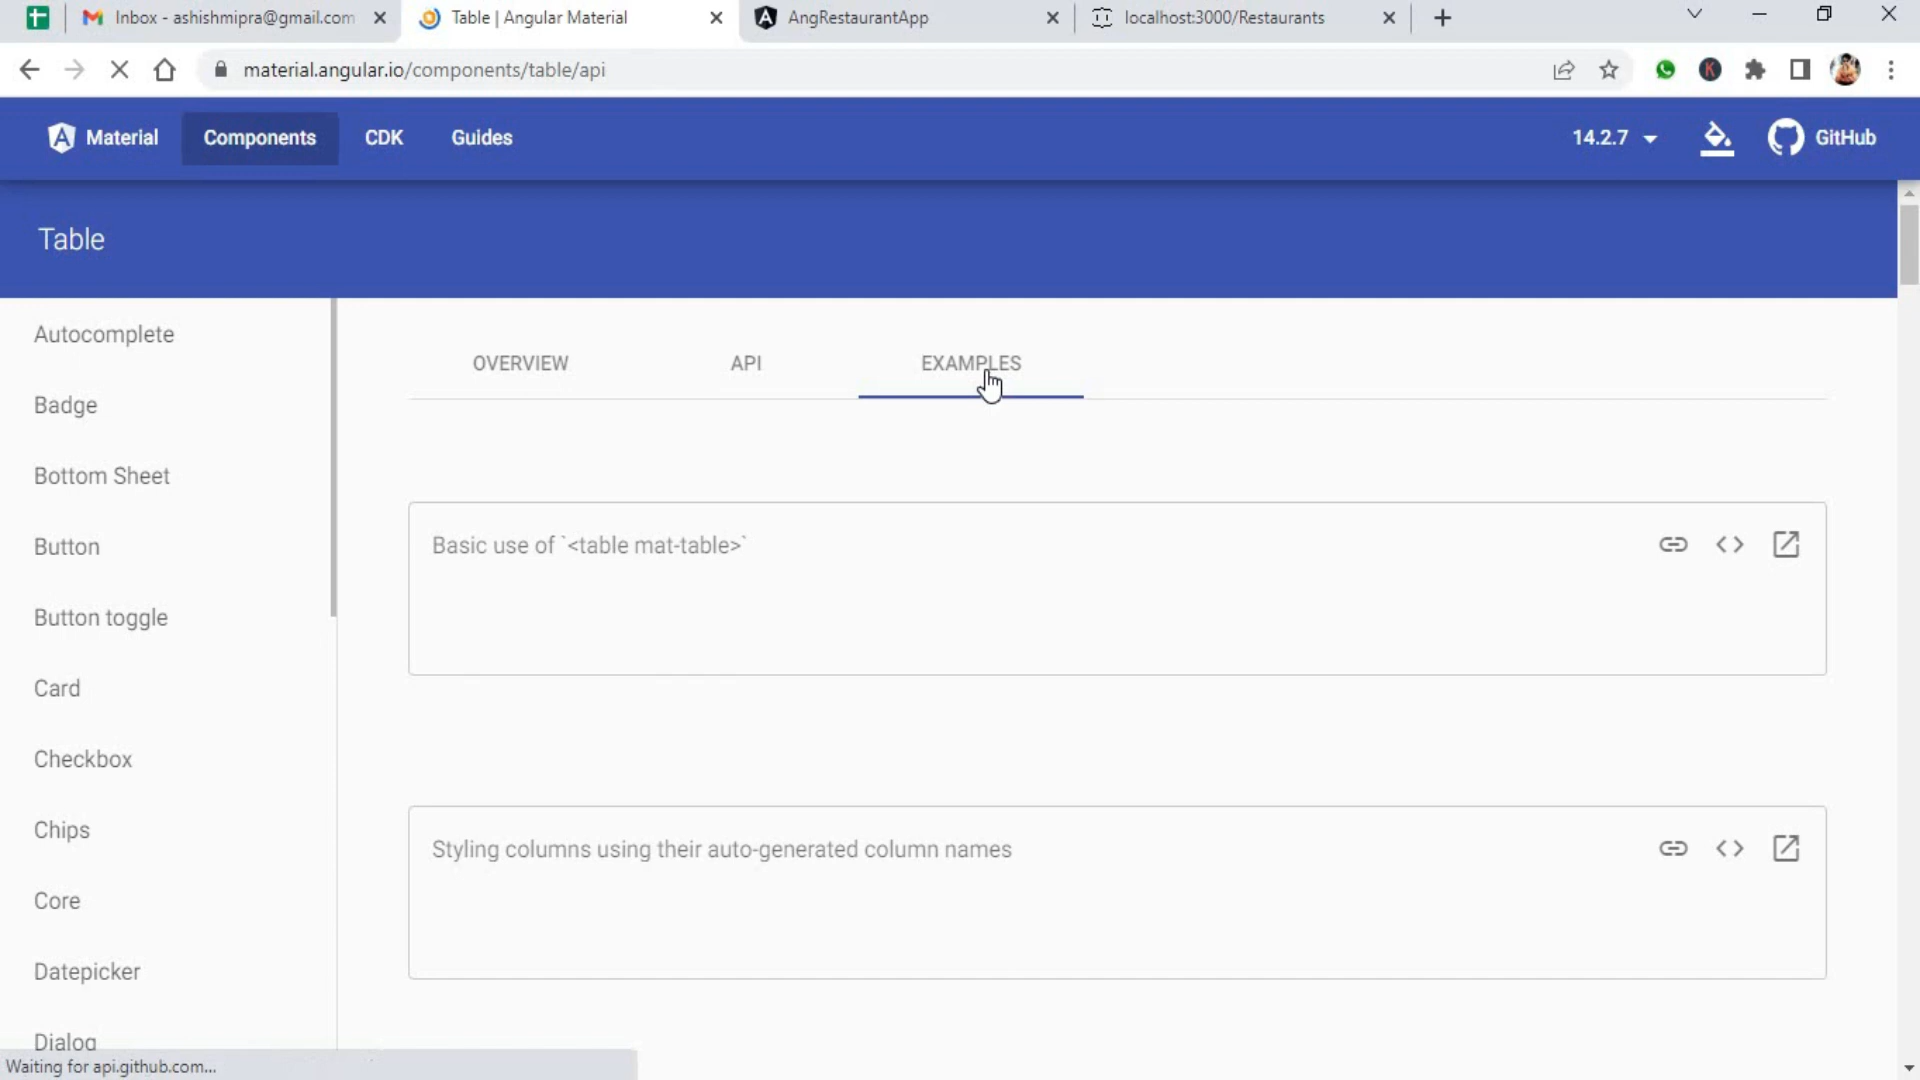 Inbox - ashishmipra@gmail.com
Table | Angular Material
AngRestaurantApp
localhost:3000/Restaurants
material.angular.io/components/table/api
K
Material
Components
CDK
Guides
14.2.7
GitHub
Table
Autocomplete
Badge
Bottom Sheet
Button
Button toggle
Card
Checkbox
Chips
Core
Datepicker
Dialog
OVERVIEW
API
EXAMPLES
Basic use of `<table mat-table>`
Styling columns using their auto-generated column names
Waiting for api.github.com...